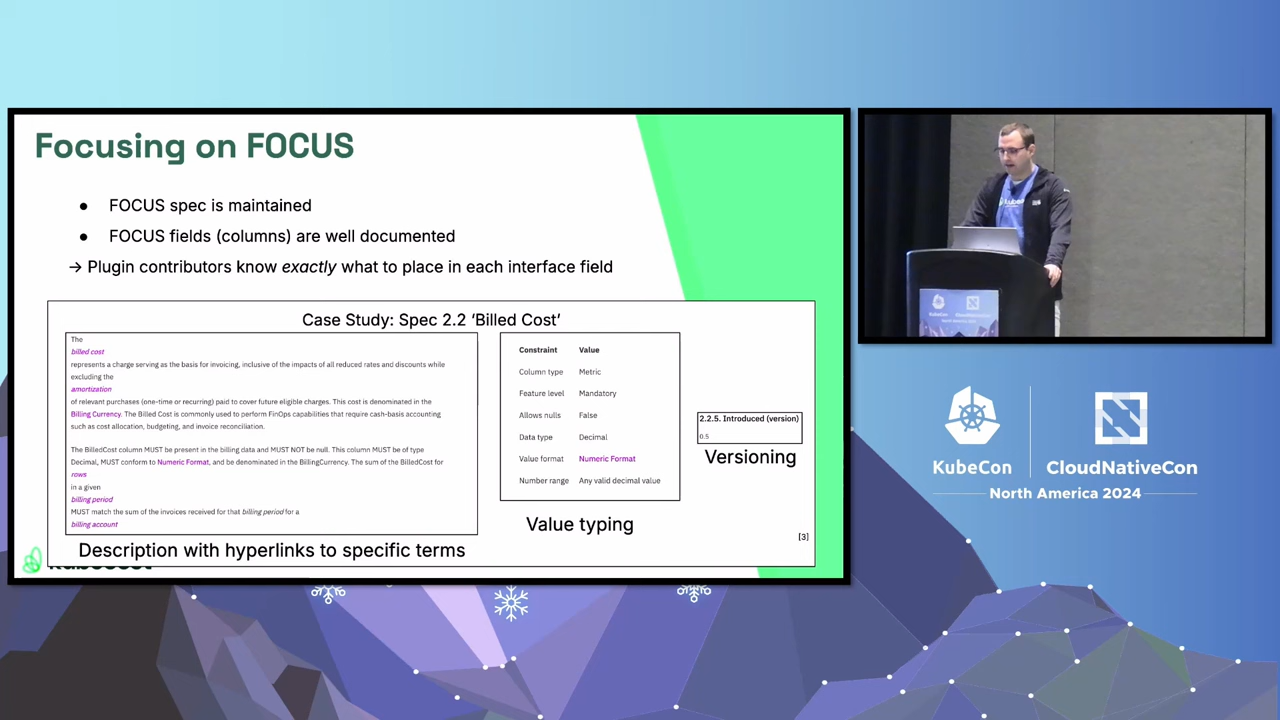 Focusing on FOCUS
● FOCUS spec is maintained
● FOCUS fields (columns) are well documented
→ Plugin contributors know exactly what to place in each interface field
Case Study: Spec 2.2 ‘Billed Cost’
The
billed cost
represents a charge serving as the basis for invoicing, inclusive of the impacts of all reduced rates and discounts while
excluding the
amortization
of relevant purchases (one-time or recurring) paid to cover future eligible charges. This cost is denominated in the
Billing Currency. The Billed Cost is commonly used to perform FinOps capabilities that require cash-basis accounting
such as cost allocation, budgeting, and invoice reconciliation.
The BilledCost column MUST be present in the billing data and MUST NOT be null. This column MUST be of type
Decimal, MUST conform to Numeric Format, and be denominated in the BillingCurrency. The sum of the BilledCost for
rows
in a given
billing period
MUST match the sum of the invoices received for that billing period for a
billing account
Description with hyperlinks to specific terms
Constraint Value
Column type Metric
Feature level Mandatory
Allows nulls False
Data type Decimal
Value format Numeric Format
Number range Any valid decimal value
Value typing
2.2.5. Introduced (version)
0.5
Versioning
[3]
KubeCon
CloudNativeCon
North America 2024